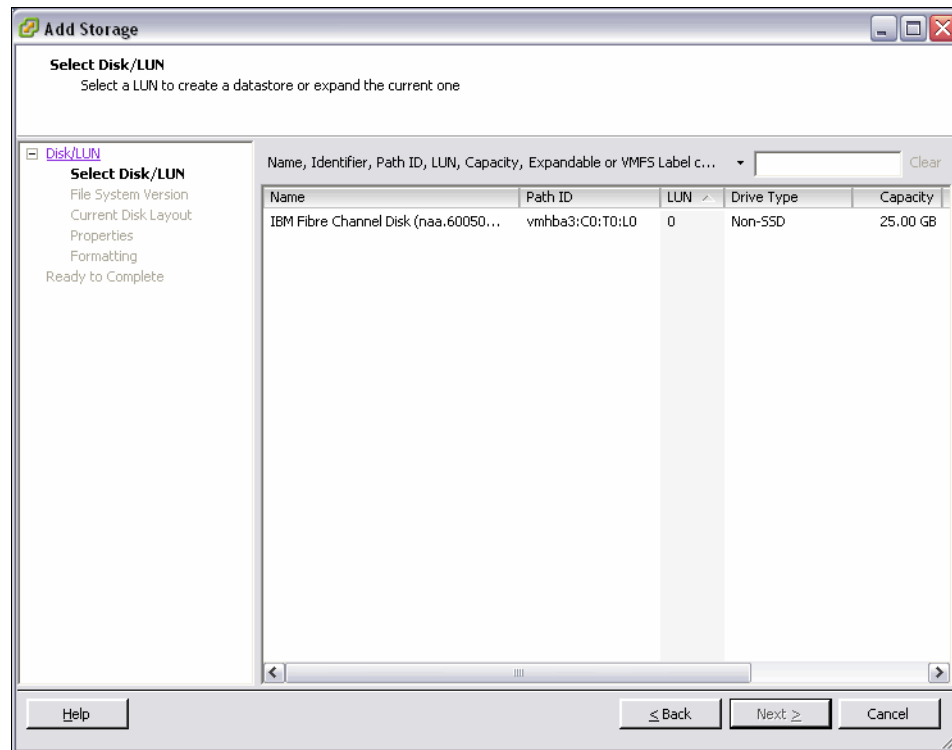 Add Storage
Select Disk/LUN
Select a LUN to create a datastore or expand the current one
Disk/LUN
Select Disk/LUN
File System Version
Current Disk Layout
Properties
Formatting
Ready to Complete
Name, Identifier, Path ID, LUN, Capacity, Expandable or VMFS Label c... Clear
Name Path ID LUN Drive Type Capacity
IBM Fibre Channel Disk (naa.60050... vmhba3:C0:T0:L0 0 Non-SSD 25.00 GB
Help < Back Next > Cancel